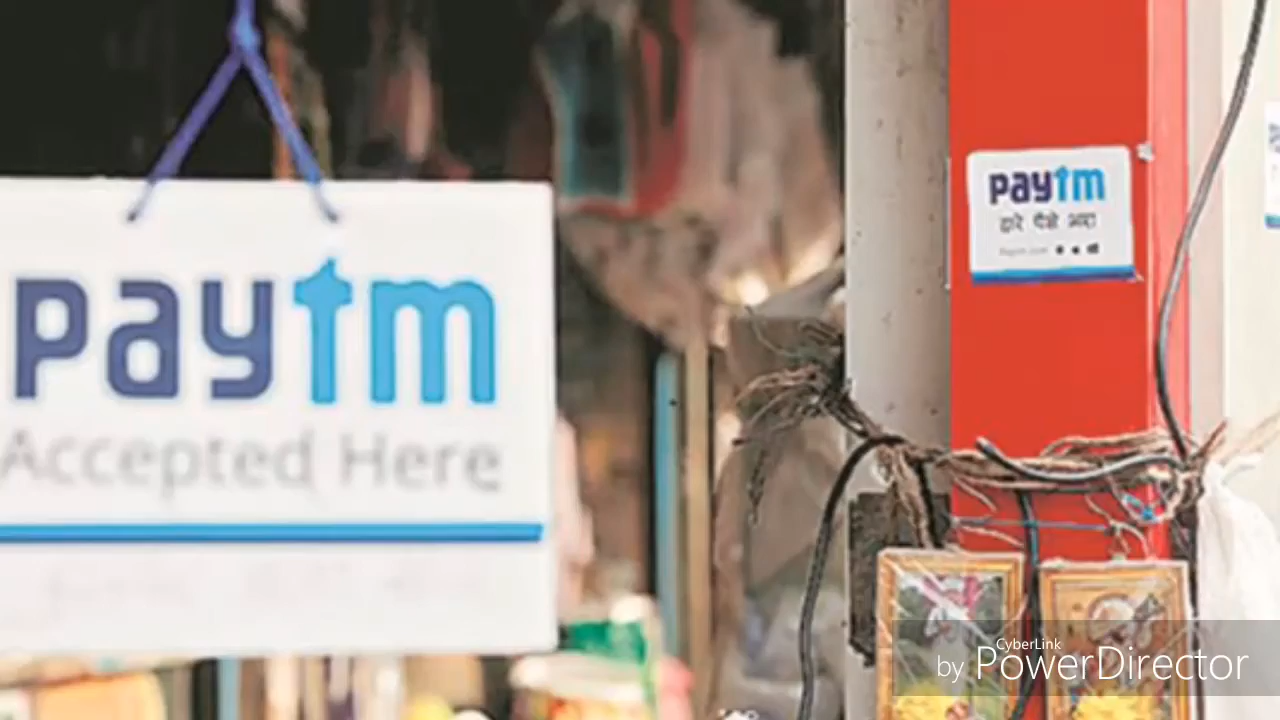 paytm
Accepted Here
paytm
CyberLink
by PowerDirector